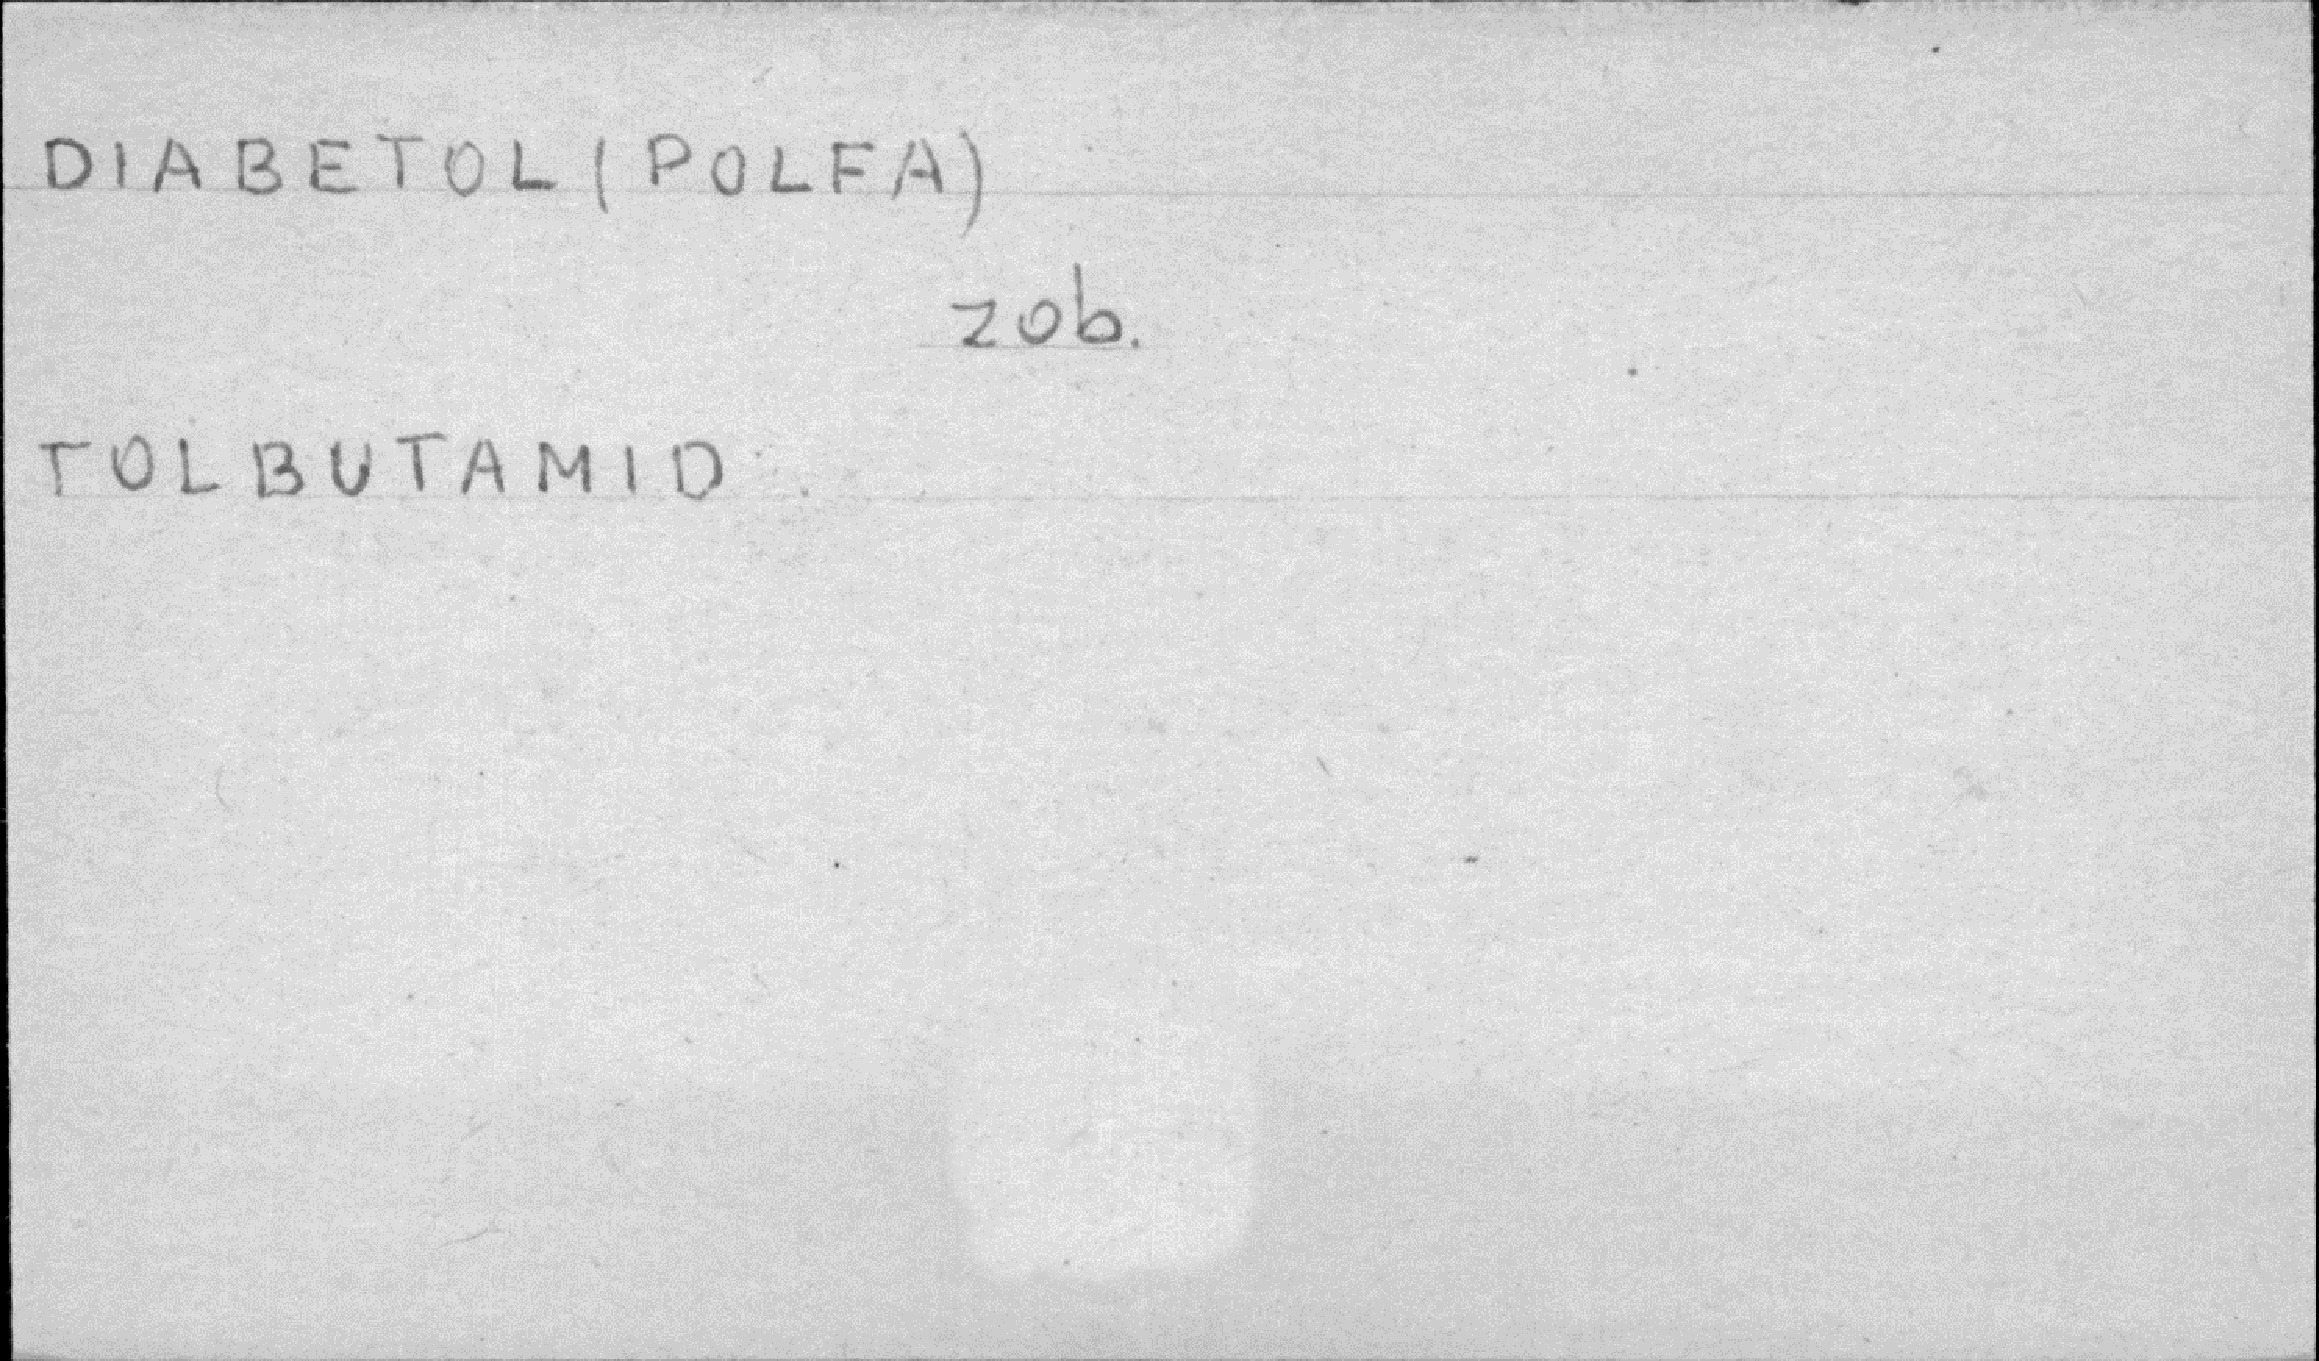 DIABETOL (POLFA)
zob.
TOLBUTAMID